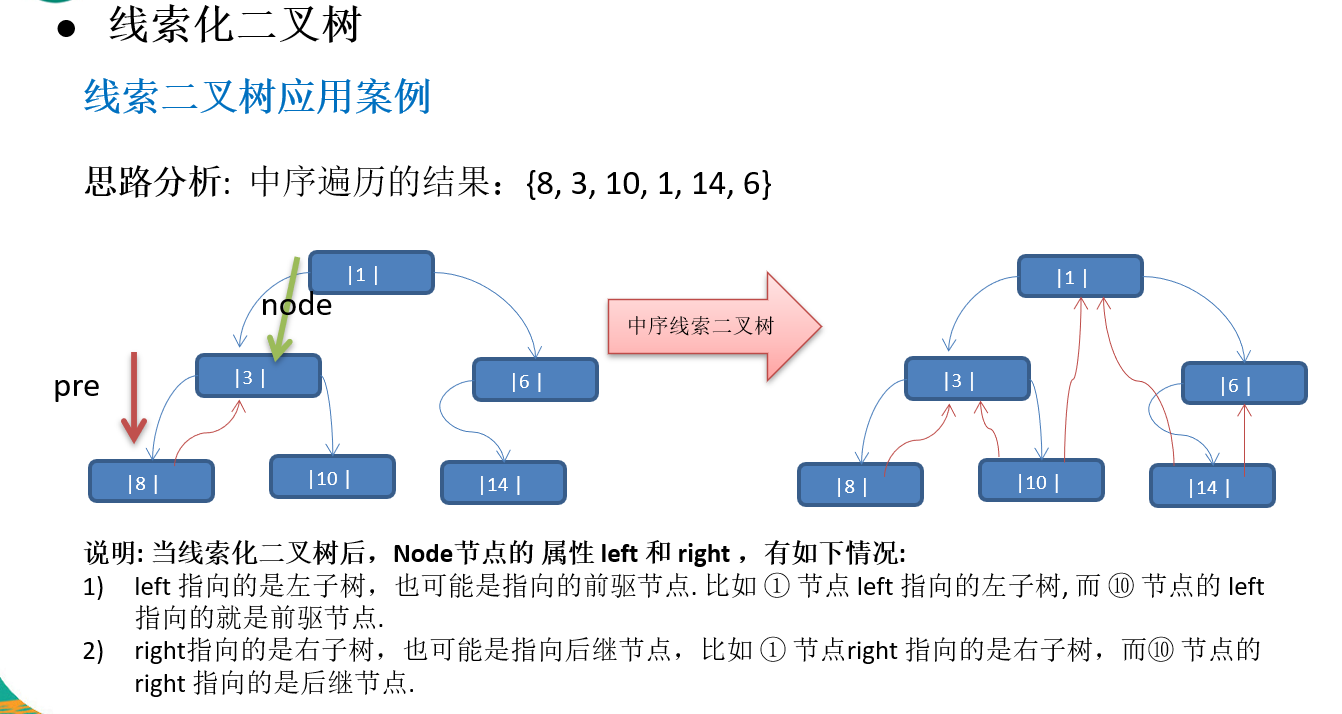 ● 线索化二叉树
线索二叉树应用案例
思路分析: 中序遍历的结果：{8, 3, 10, 1, 14, 6}
|1 |
node
|3 |
|6 |
pre
|8 |
|10 |
|14 |
中序线索二叉树
|1 |
|3 |
|6 |
|8 |
|10 |
|14 |
说明: 当线索化二叉树后，Node节点的 属性 left 和 right ，有如下情况:
1) left 指向的是左子树，也可能是指向的前驱节点. 比如 ① 节点 left 指向的左子树, 而 ⑩ 节点的 left
指向的就是前驱节点.
2) right指向的是右子树，也可能是指向后继节点，比如 ① 节点right 指向的是右子树，而⑩ 节点的
right 指向的是后继节点.